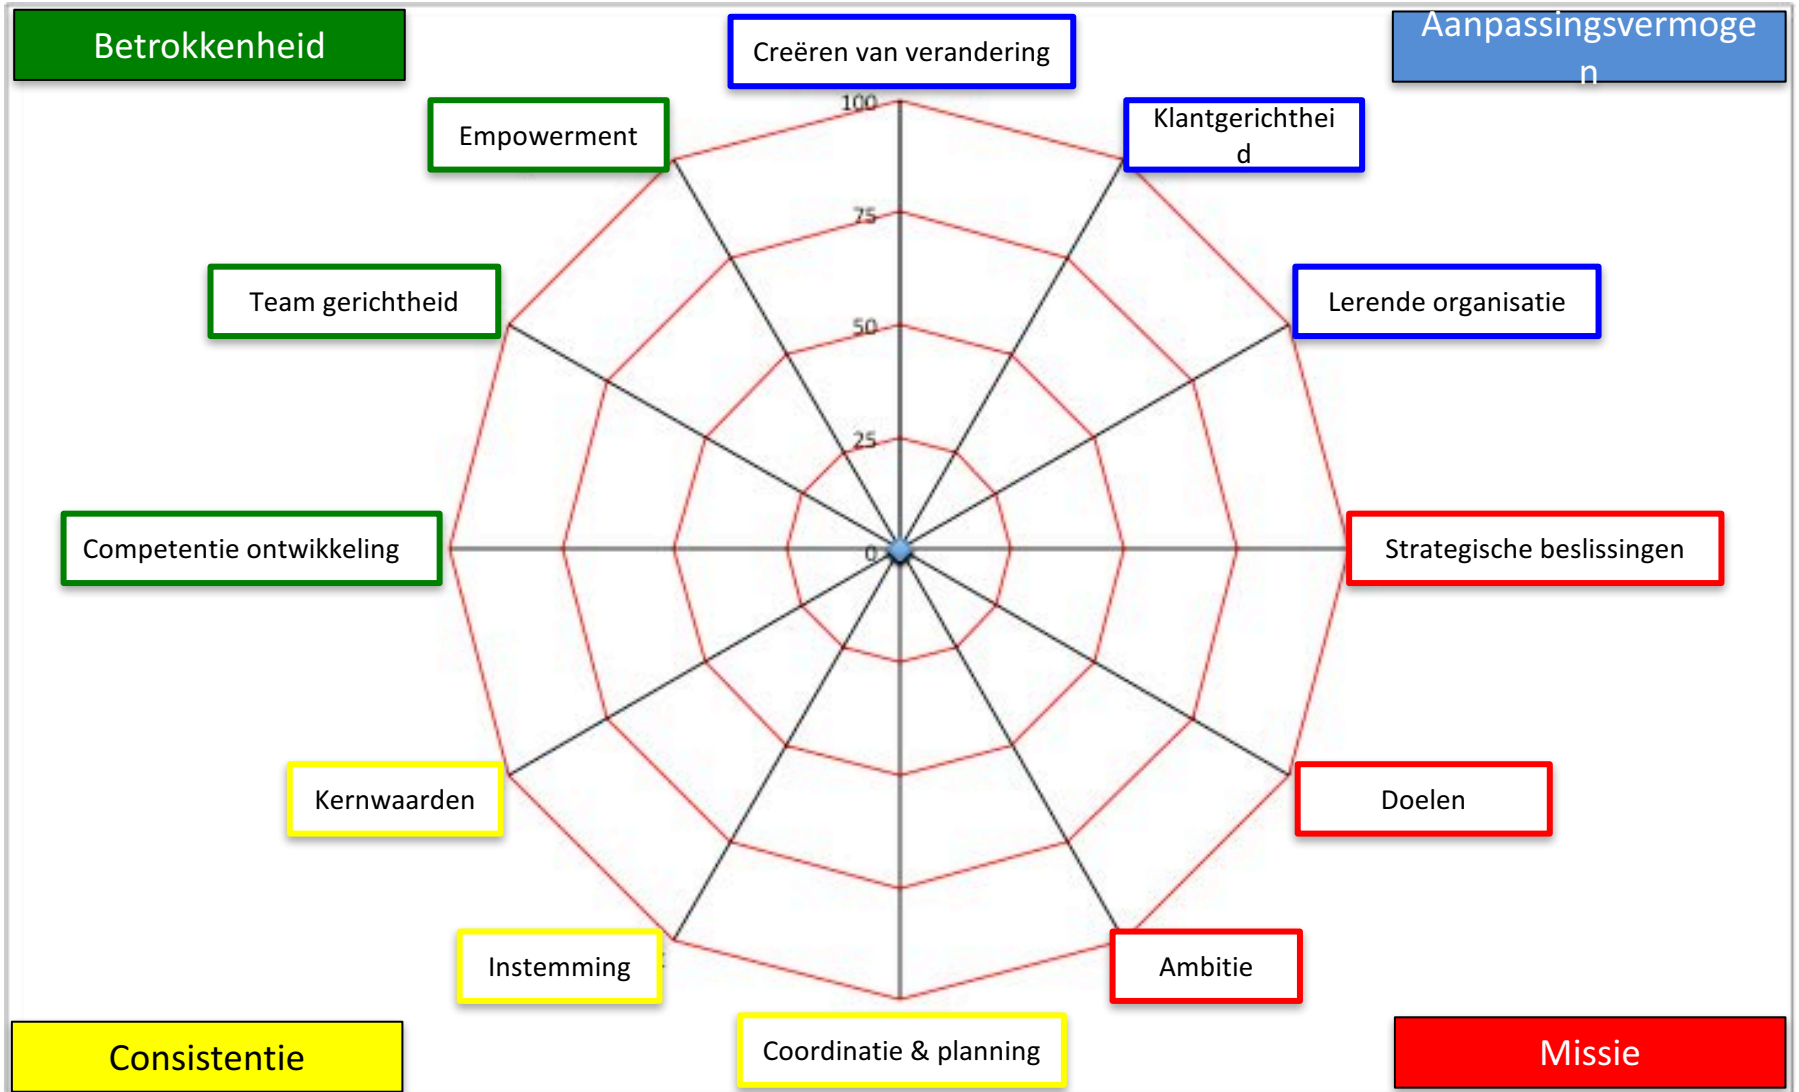 Betrokkenheid
Creëren van verandering
Aanpassingsvermoge
n
Empowerment
100
Klantgerichthei
d
75
Team gerichtheid
50
Lerende organisatie
25
Competentie ontwikkeling
0
Strategische beslissingen
Kernwaarden
Doelen
Instemming
Ambitie
Consistentie
Coordinatie & planning
Missie